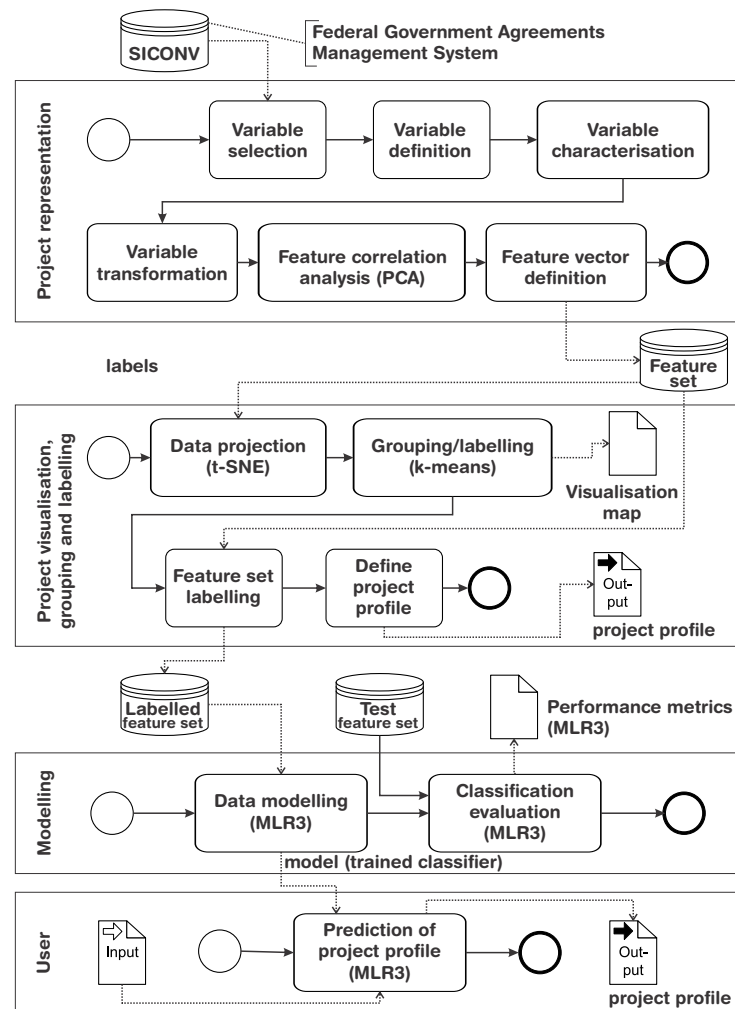 SICONV
Federal Government Agreements
Management System
Project representation
Variable
selection
Variable
definition
Variable
characterisation
Variable
transformation
Feature correlation
analysis (PCA)
Feature vector
definition
labels
Feature
set
Project visualisation,
grouping and labelling
Data projection
(t-SNE)
Grouping/labelling
(k-means)
Visualisation
map
Feature set
labelling
Define
project
profile
Out-
put
project profile
Labelled
feature set
Test
feature set
Performance metrics
(MLR3)
Modelling
Data modelling
(MLR3)
Classification
evaluation
(MLR3)
model (trained classifier)
User
Input
Prediction of
project profile
(MLR3)
Out-
put
project profile